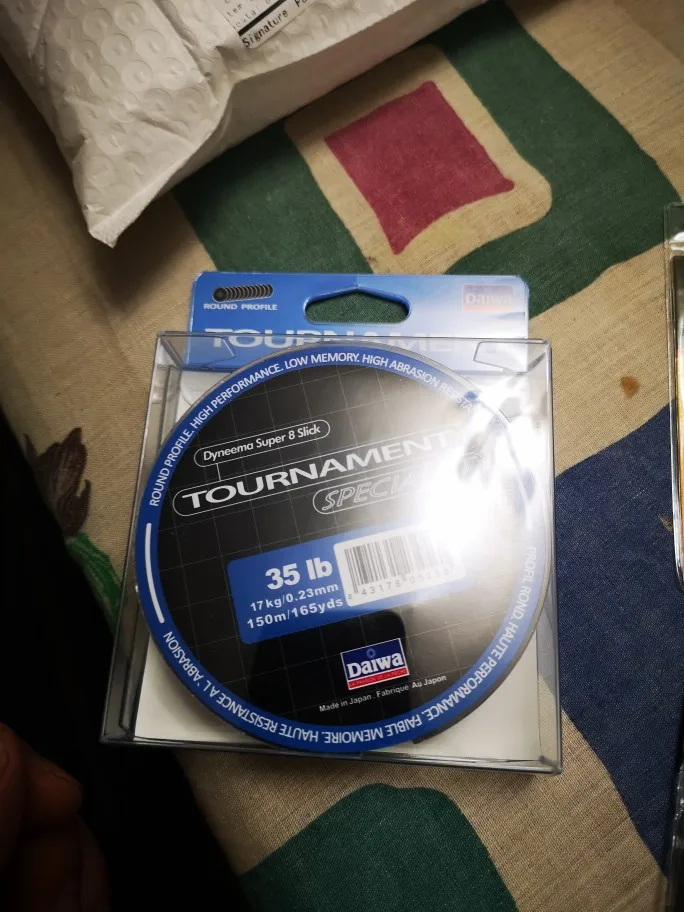 Signature
ROUND PROFILE
Daiwa
TOURNAMENT
ROUND PROFILE. HIGH PERFORMANCE. LOW MEMORY. HIGH ABRASION
Dyneema Super 8 Slick
TOURNAMENT
35 lb
17kg/0.23mm
150m/165yds
Daiwa
Made in Japan . Fabriqué Au Japon
PROFIL ROND. HAUTE PERFORMANCE. FAIBLE MEMOIRE. HAUTE RESISTANCE A L 'ABRASION